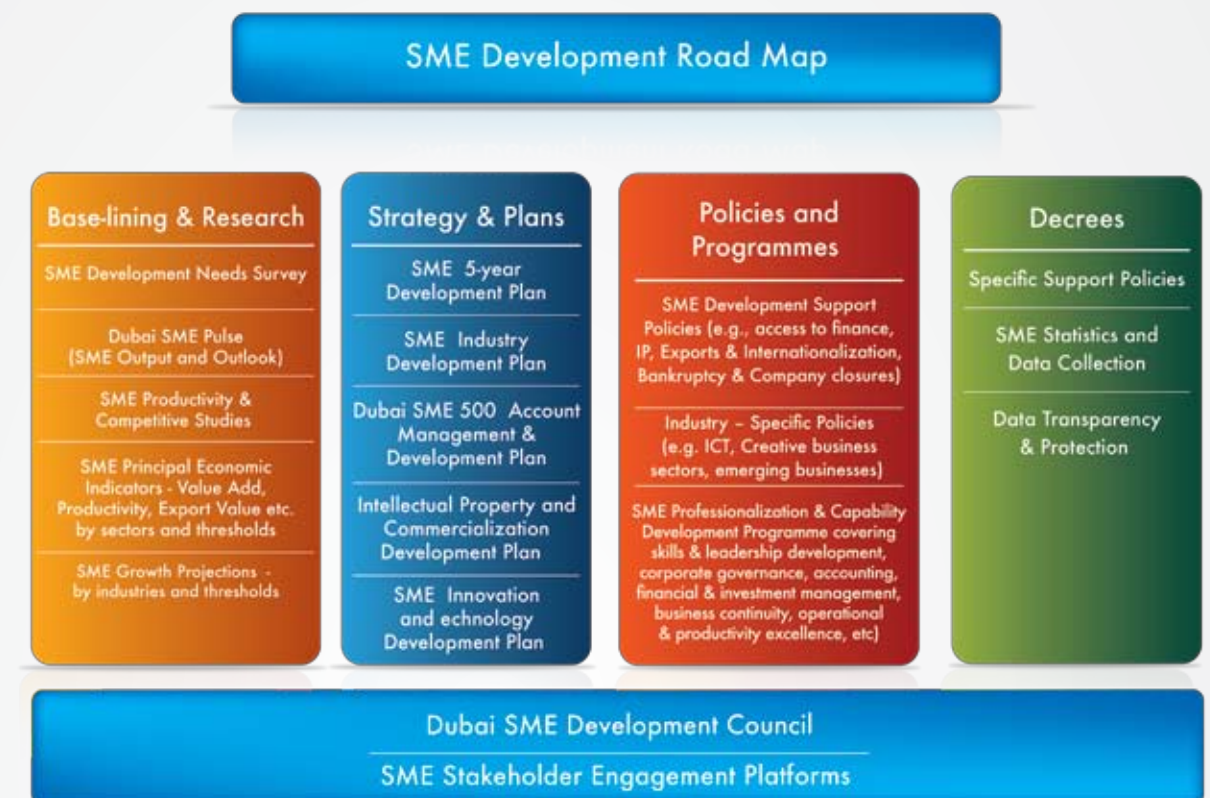 SME Development Road Map
Base-lining & Research
SME Development Needs Survey
Dubai SME Pulse
(SME Output and Outlook)
SME Productivity &
Competitive Studies
SME Principal Economic
Indicators - Value Add,
Productivity, Export Value etc.
by sectors and thresholds
SME Growth Projections -
by industries and thresholds
Strategy & Plans
SME 5-year
Development Plan
SME Industry
Development Plan
Dubai SME 500 Account
Management &
Development Plan
Intellectual Property and
Commercialization
Development Plan
SME Innovation
and echnology
Development Plan
Policies and
Programmes
SME Development Support
Policies (e.g., access to finance,
IP, Exports & Internationalization,
Bankruptcy & Company closures)
Industry – Specific Policies
(e.g. ICT, Creative business
sectors, emerging businesses)
SME Professionalization & Capability
Development Programme covering
skills & leadership development,
corporate governance, accounting,
financial & investment management,
business continuity, operational
& productivity excellence, etc)
Decrees
Specific Support Policies
SME Statistics and
Data Collection
Data Transparency
& Protection
Dubai SME Development Council
SME Stakeholder Engagement Platforms